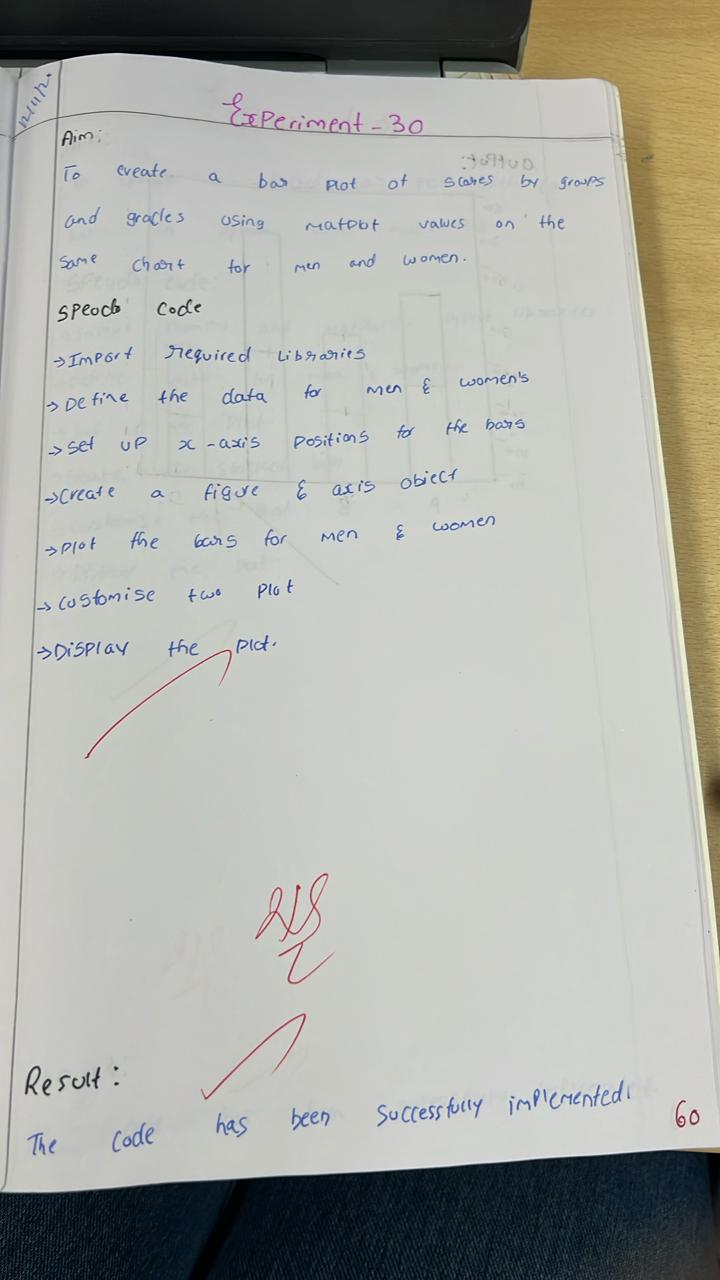 Experiment - 30
Aim:
To create a bar plot of scores by groups
and gracles using matplot values on the
same chart for men and women.
SPeods Code
→Import required Libraries
→Define the data for men & women's
→set up x-axis positions for the bars
→Create a figure & axis object
→Plot the bars for men & women
→Customise two plot
→Display the plot.
Result:
The code has been successfully implemented.
60